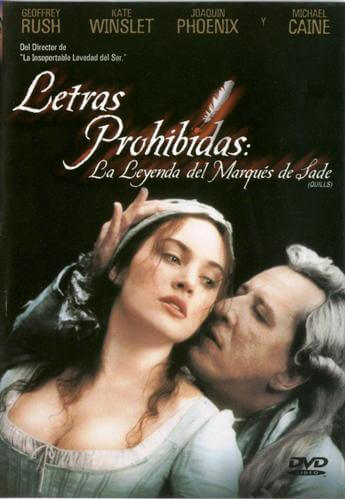 GEOFFREY KATE JOAQUIN MICHAEL
RUSH WINSLET PHOENIX Y CAINE
Del Director de
"La Insoportable Levedad del Ser."
Letras
Prohibidas:
La Leyenda del Marqués de Sade
(QUILLS)
DVD
VIDEO